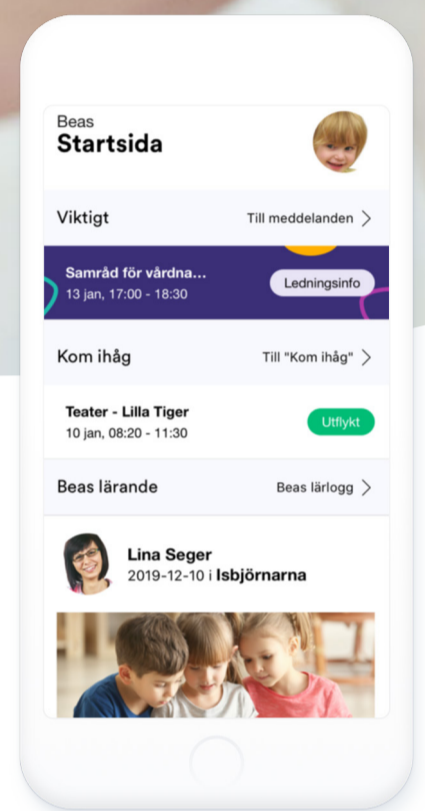 Beas
Startsida
Viktigt
Till meddelanden
Samråd för vårdna...
13 jan, 17:00 - 18:30
Ledningsinfo
Kom ihåg
Till "Kom ihåg"
Teater - Lilla Tiger
10 jan, 08:20 - 11:30
Utflykt
Beas lärande
Beas lärlogg
Lina Seger
2019-12-10 i Isbjörnarna